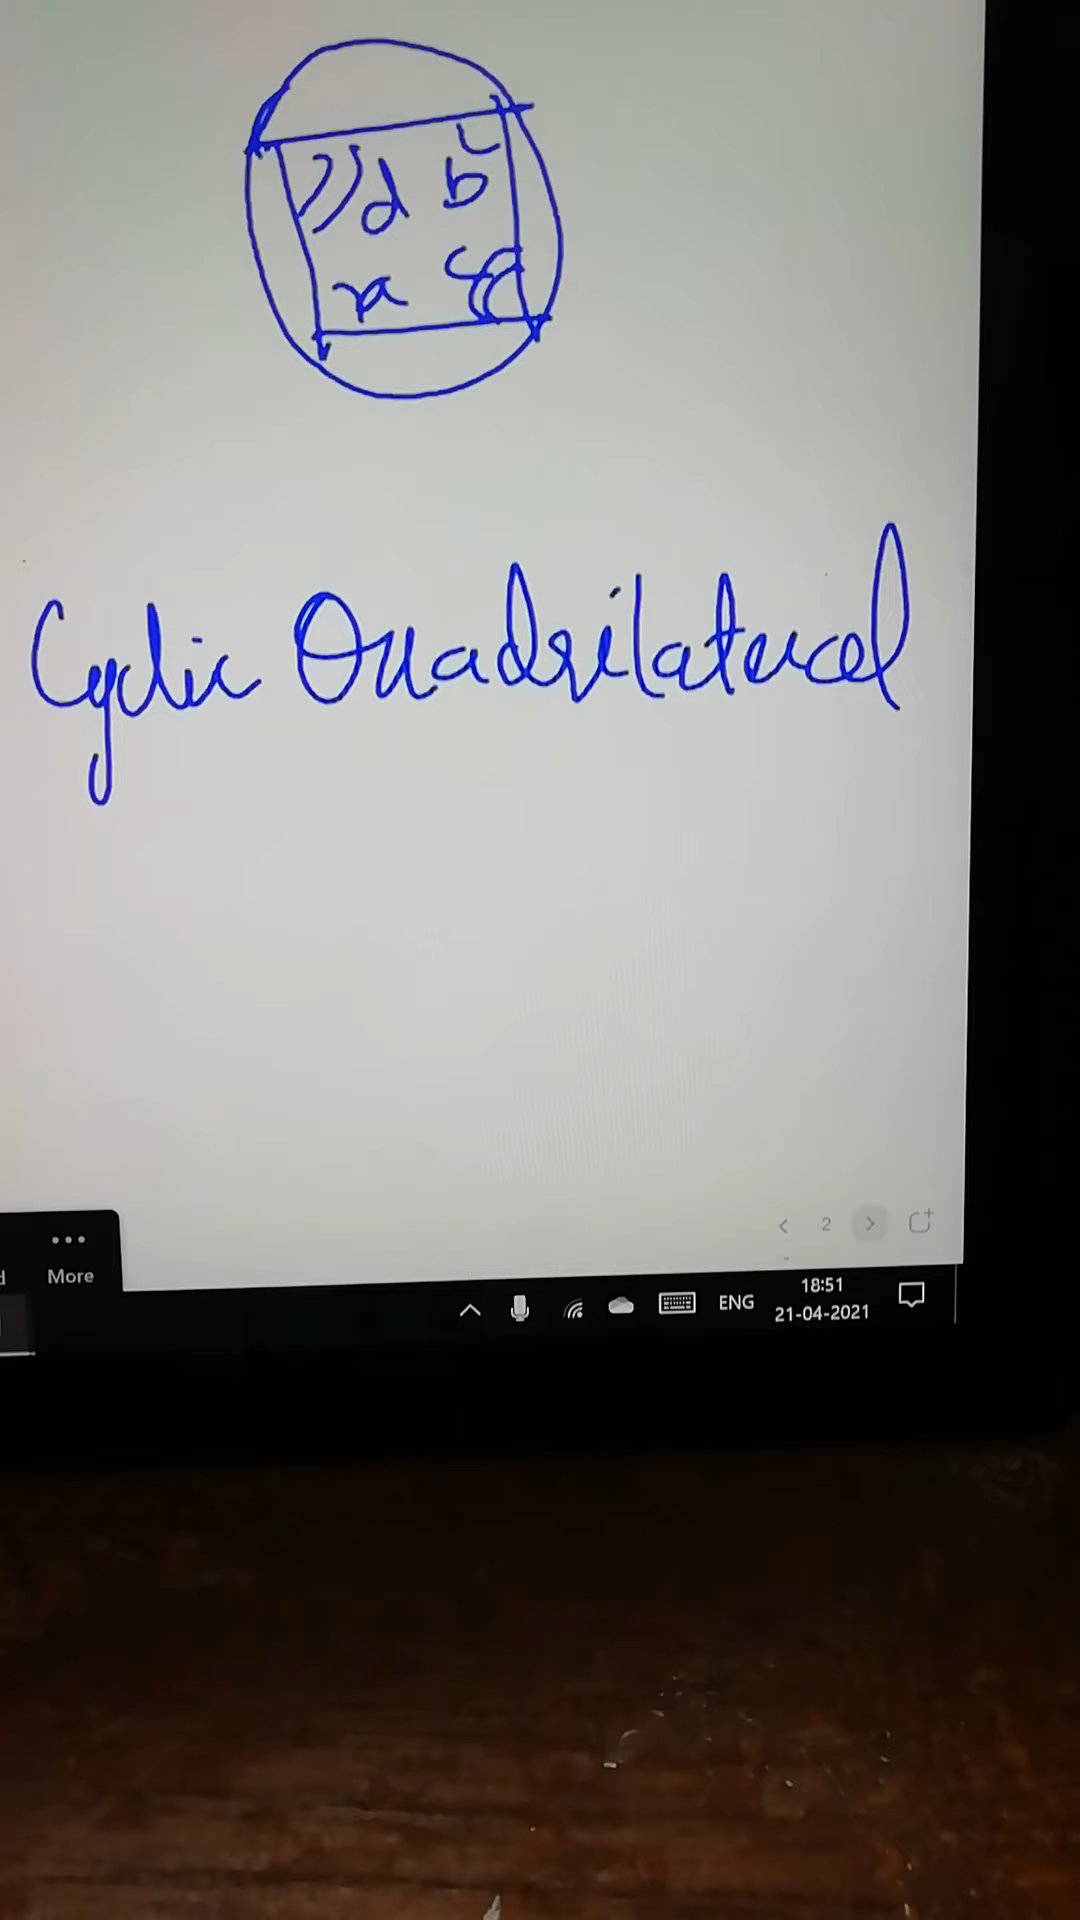 d b
Cyclic Quadrilateral
< 2 >
More
ENG 18:51
21-04-2021